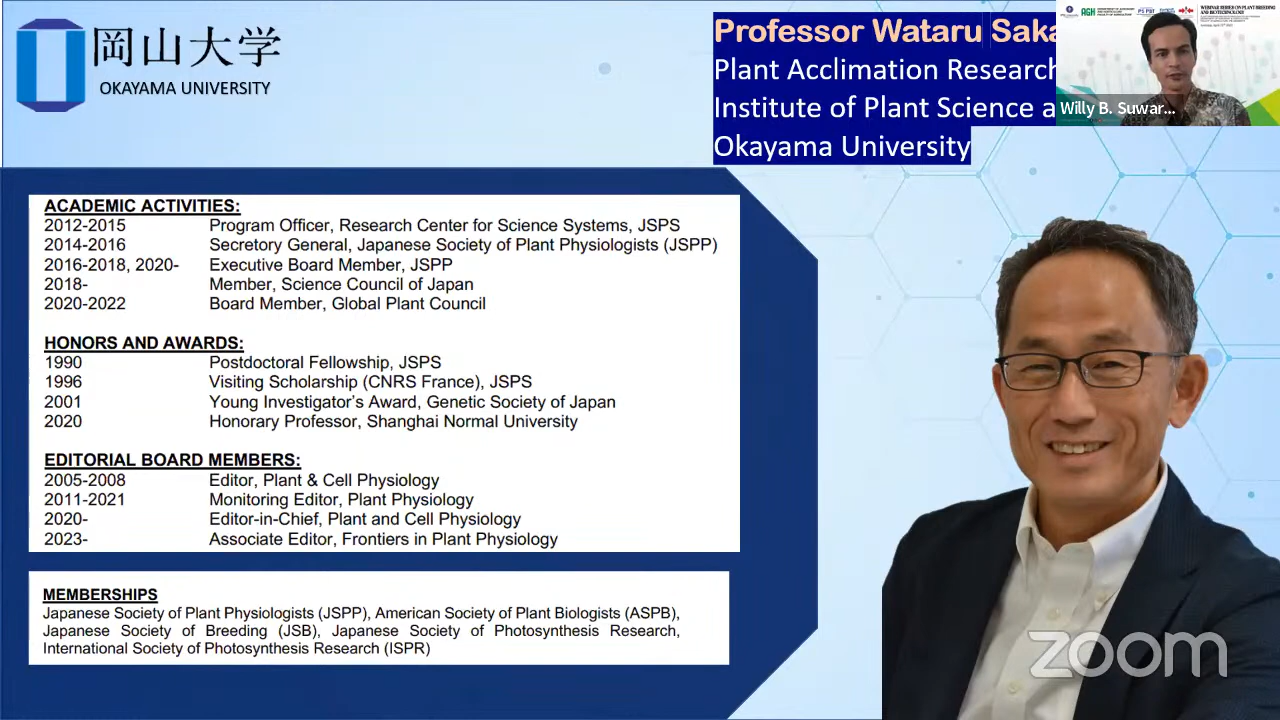 岡山大学
OKAYAMA UNIVERSITY
Professor Wataru Saka
Plant Acclimation Research
Institute of Plant Science a
Okayama University
WEBINAR SERIES ON PLANT BREEDING
AND BIOTECHNOLOGY
Willy B. Suwar...
ACADEMIC ACTIVITIES:
2012-2015 Program Officer, Research Center for Science Systems, JSPS
2014-2016 Secretory General, Japanese Society of Plant Physiologists (JSPP)
2016-2018, 2020- Executive Board Member, JSPP
2018- Member, Science Council of Japan
2020-2022 Board Member, Global Plant Council
HONORS AND AWARDS:
1990 Postdoctoral Fellowship, JSPS
1996 Visiting Scholarship (CNRS France), JSPS
2001 Young Investigator's Award, Genetic Society of Japan
2020 Honorary Professor, Shanghai Normal University
EDITORIAL BOARD MEMBERS:
2005-2008 Editor, Plant & Cell Physiology
2011-2021 Monitoring Editor, Plant Physiology
2020- Editor-in-Chief, Plant and Cell Physiology
2023- Associate Editor, Frontiers in Plant Physiology
MEMBERSHIPS
Japanese Society of Plant Physiologists (JSPP), American Society of Plant Biologists (ASPB),
Japanese Society of Breeding (JSB), Japanese Society of Photosynthesis Research,
International Society of Photosynthesis Research (ISPR)
zoom